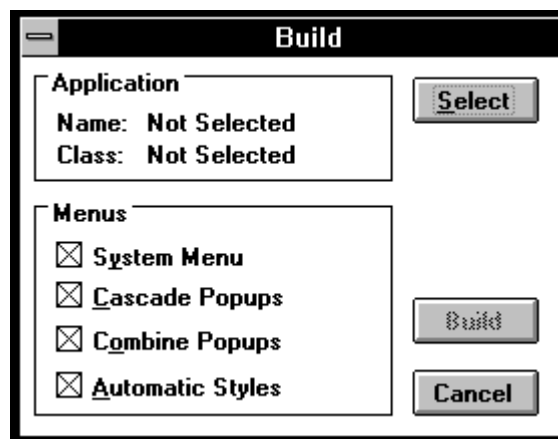 Build
Application
Name: Not Selected
Class: Not Selected
Select
Menus
System Menu
Cascade Popups
Combine Popups
Automatic Styles
Build
Cancel